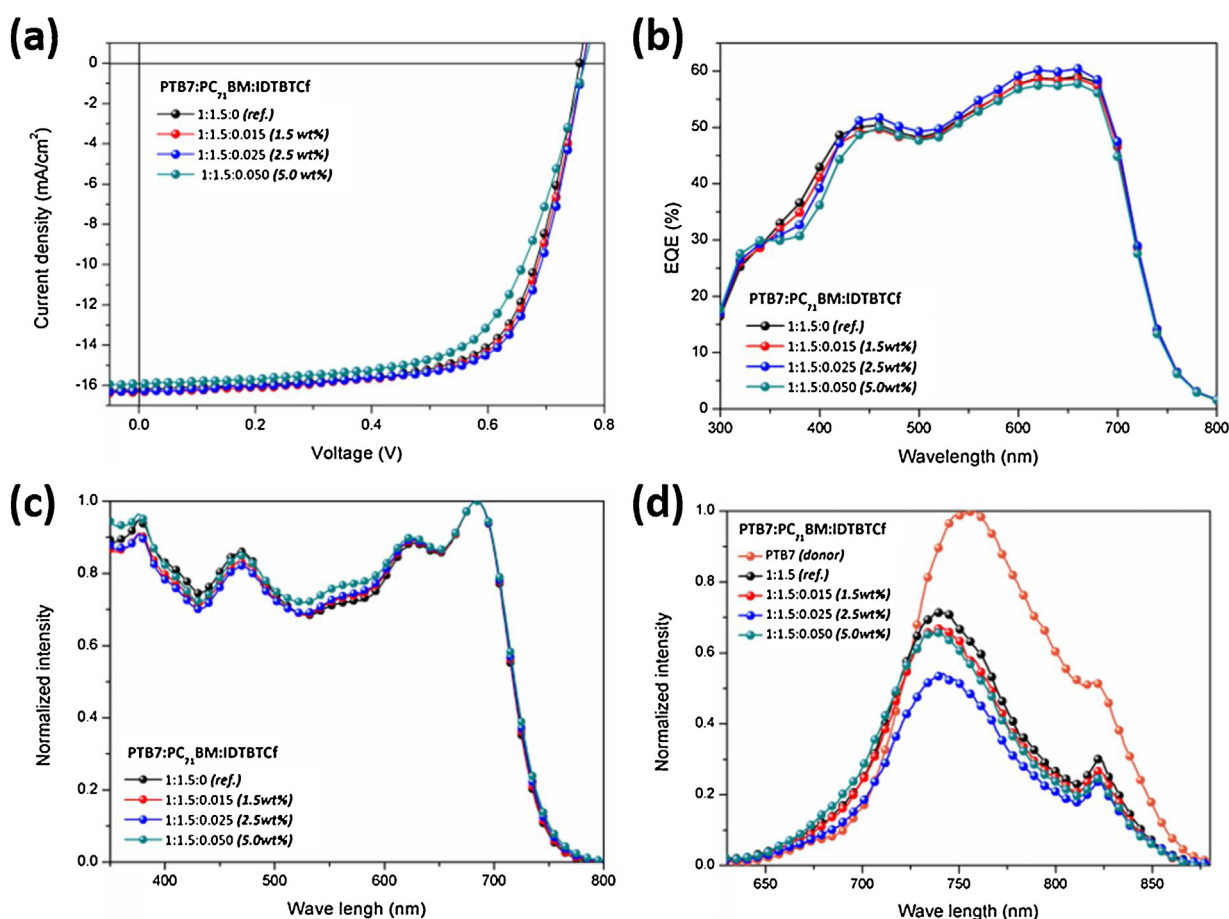 (a)
0
-2
-4
-6
-8
-10
-12
-14
-16
Current density (mA/cm²)
PTB7:PC₇₁BM:IDTBTCf
1:1.5:0 (ref.)
1:1.5:0.015 (1.5 wt%)
1:1.5:0.025 (2.5 wt%)
1:1.5:0.050 (5.0 wt%)
0.0 0.2 0.4 0.6 0.8
Voltage (V)
(b)
60
50
40
30
20
10
0
EQE (%)
PTB7:PC₇₁BM:IDTBTCf
1:1.5:0 (ref.)
1:1.5:0.015 (1.5wt%)
1:1.5:0.025 (2.5wt%)
1:1.5:0.050 (5.0wt%)
300 400 500 600 700 800
Wavelength (nm)
(c)
1.0
0.8
0.6
0.4
0.2
0.0
Normalized intensity
PTB7:PC₇₁BM:IDTBTCf
1:1.5:0 (ref.)
1:1.5:0.015 (1.5wt%)
1:1.5:0.025 (2.5wt%)
1:1.5:0.050 (5.0wt%)
400 500 600 700 800
Wave length (nm)
(d)
1.0
0.8
0.6
0.4
0.2
0.0
Normalized intensity
PTB7:PC₇₁BM:IDTBTCf
PTB7 (donor)
1:1.5 (ref.)
1:1.5:0.015 (1.5wt%)
1:1.5:0.025 (2.5wt%)
1:1.5:0.050 (5.0wt%)
650 700 750 800 850
Wave length (nm)